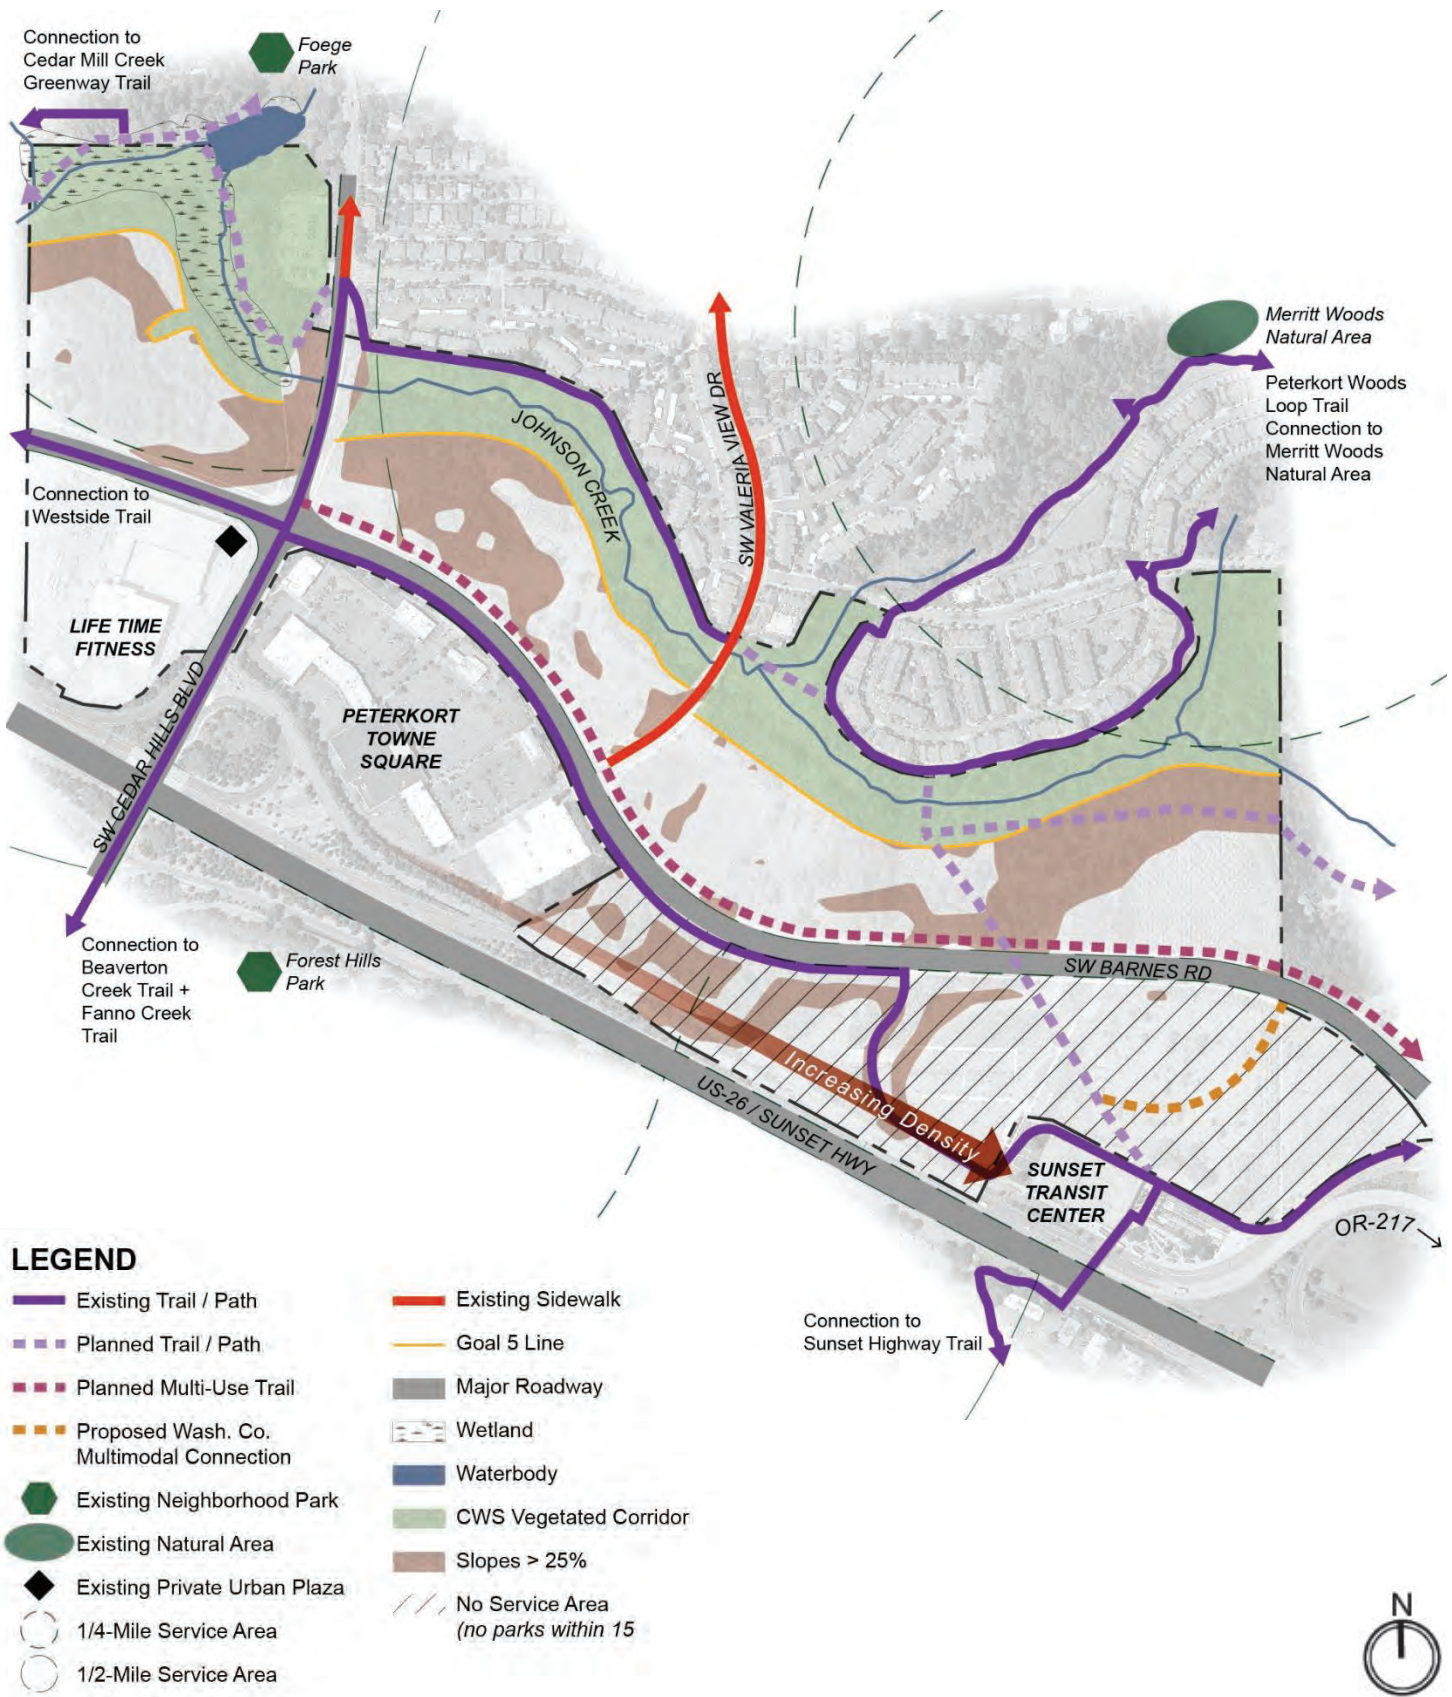 Connection to
Cedar Mill Creek
Greenway Trail
Foege
Park
Merritt Woods
Natural Area
Peterkort Woods
Loop Trail
Connection to
Merritt Woods
Natural Area
JOHNSON CREEK
SW VALERIA VIEW DR
Connection to
Westside Trail
LIFE TIME
FITNESS
PETERKORT
TOWNE
SQUARE
SW CEDAR HILLS BLVD
Connection to
Beaverton
Creek Trail +
Fanno Creek
Trail
Forest Hills
Park
SW BARNES RD
Increasing Density
US-26 / SUNSET HWY
SUNSET
TRANSIT
CENTER
OR-217
Connection to
Sunset Highway Trail
LEGEND
Existing Trail / Path
Planned Trail / Path
Planned Multi-Use Trail
Proposed Wash. Co.
Multimodal Connection
Existing Neighborhood Park
Existing Natural Area
Existing Private Urban Plaza
1/4-Mile Service Area
1/2-Mile Service Area
Existing Sidewalk
Goal 5 Line
Major Roadway
Wetland
Waterbody
CWS Vegetated Corridor
Slopes > 25%
No Service Area
(no parks within 15
N